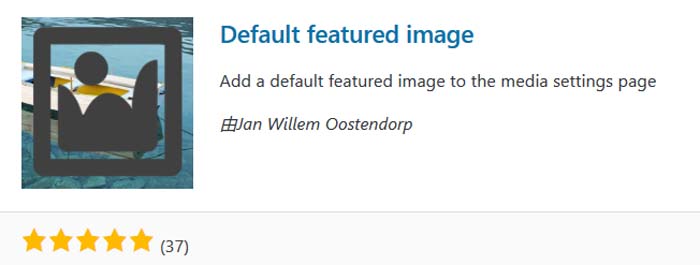 Default featured image
Add a default featured image to the media settings page
由Jan Willem Oostendorp
(37)